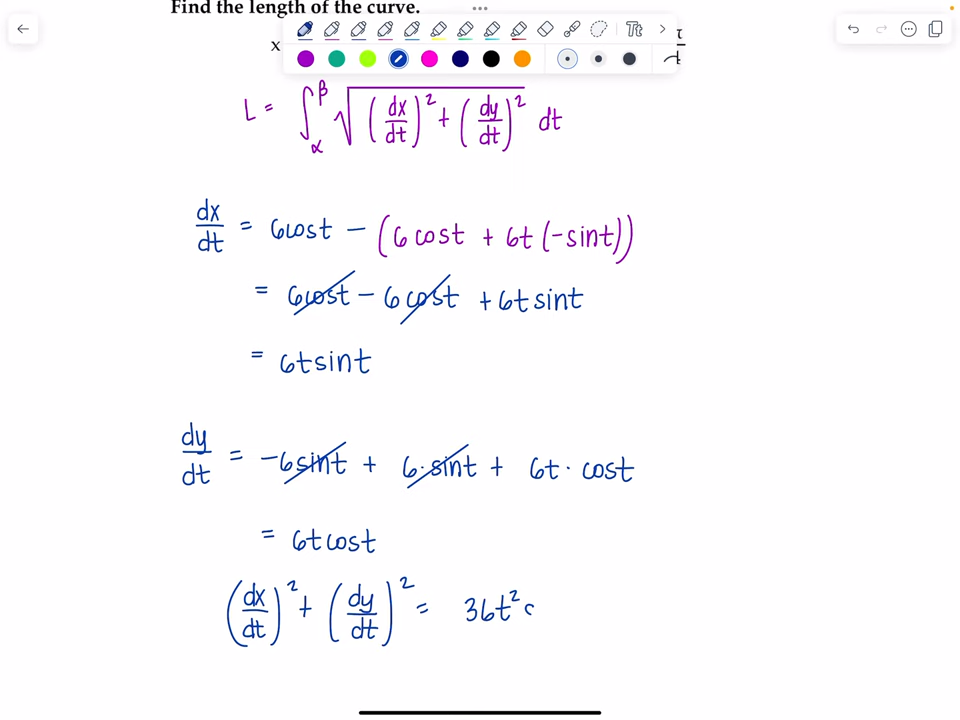 Find the length of the curve.
x
L = ∫_α^β √((dx/dt)² + (dy/dt)²) dt
dx/dt = 6cost − (6cost + 6t(-sint))
= 6cost − 6cost + 6tsint
= 6tsint
dy/dt = −6sint + 6·sint + 6t·cost
= 6tcost
(dx/dt)² + (dy/dt)² = 36t²